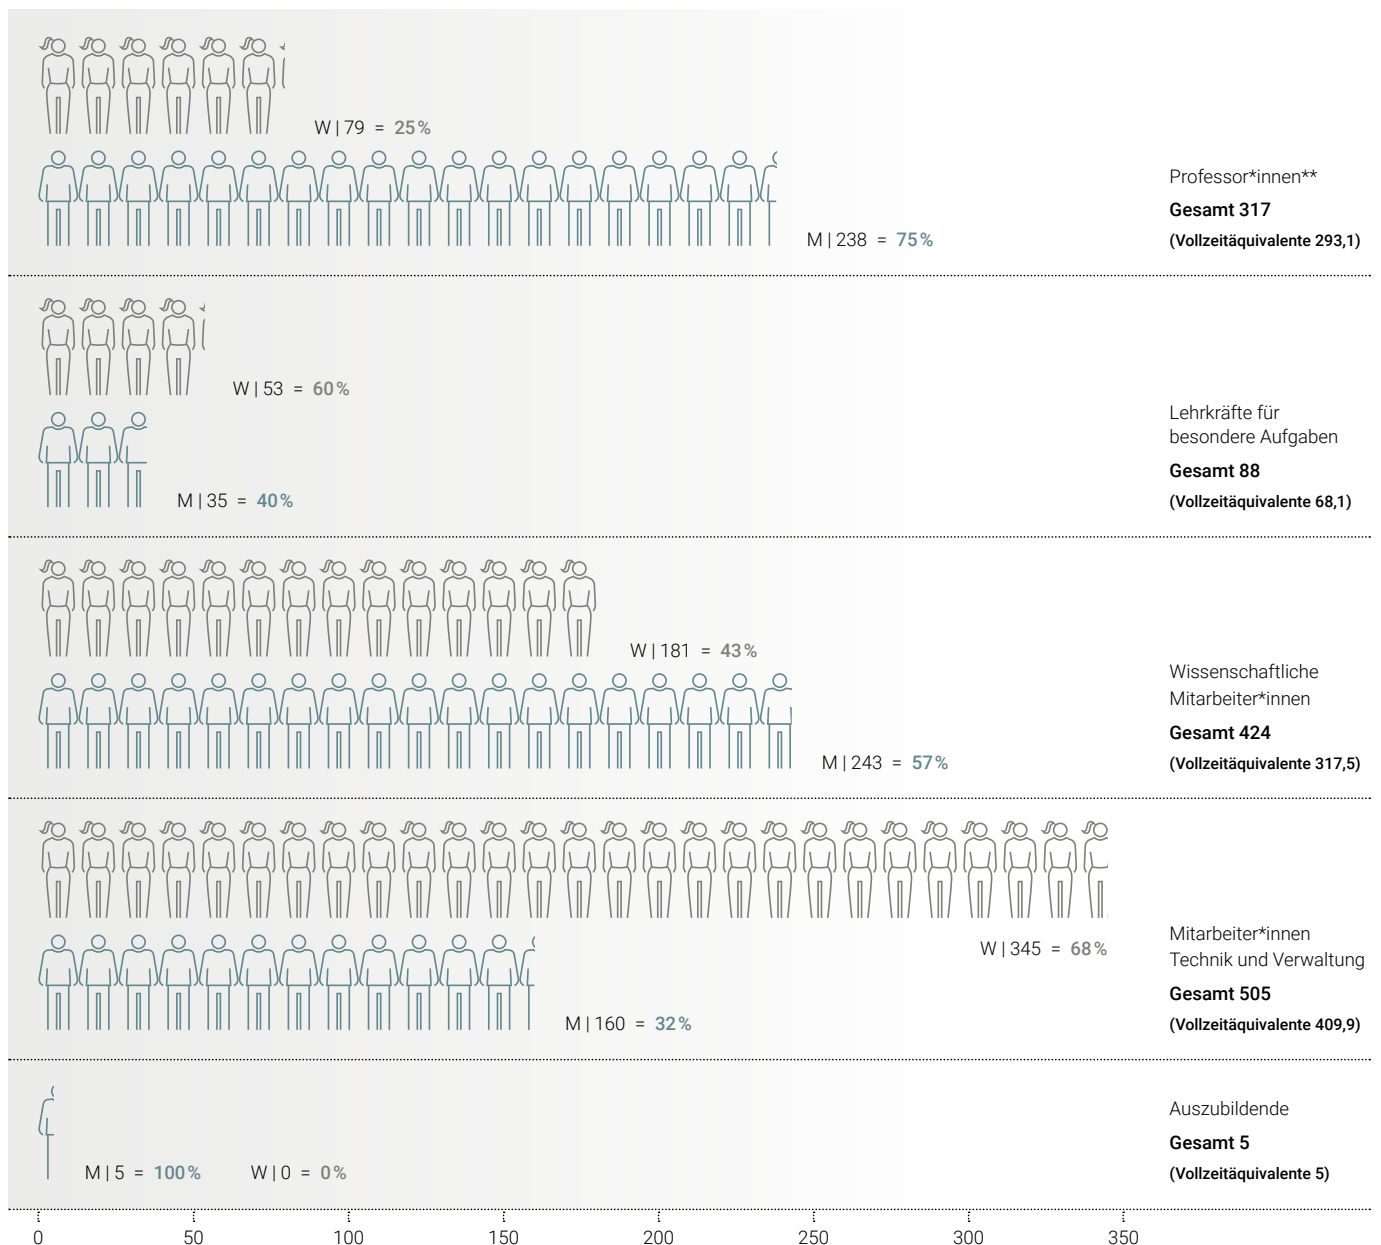 W | 79 = 25 %
M | 238 = 75 %
Professor*innen**
Gesamt 317
(Vollzeitäquivalente 293,1)
W | 53 = 60 %
M | 35 = 40 %
Lehrkräfte für
besondere Aufgaben
Gesamt 88
(Vollzeitäquivalente 68,1)
W | 181 = 43 %
M | 243 = 57 %
Wissenschaftliche
Mitarbeiter*innen
Gesamt 424
(Vollzeitäquivalente 317,5)
W | 345 = 68 %
M | 160 = 32 %
Mitarbeiter*innen
Technik und Verwaltung
Gesamt 505
(Vollzeitäquivalente 409,9)
M | 5 = 100 % W | 0 = 0 %
Auszubildende
Gesamt 5
(Vollzeitäquivalente 5)
0 50 100 150 200 250 300 350